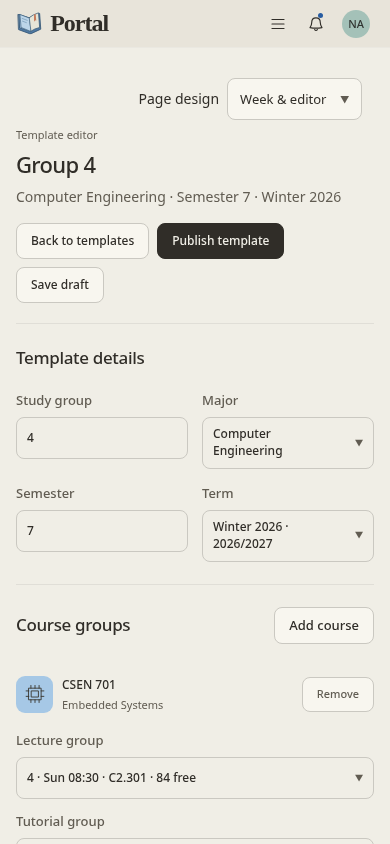 Portal
NA
Page design
Week & editor
Template editor
Group 4
Computer Engineering · Semester 7 · Winter 2026
Back to templates
Publish template
Save draft
Template details
Study group
Major
4
Computer
Engineering
Semester
Term
7
Winter 2026 ·
2026/2027
Course groups
Add course
CSEN 701
Embedded Systems
Remove
Lecture group
4 · Sun 08:30 · C2.301 · 84 free
Tutorial group